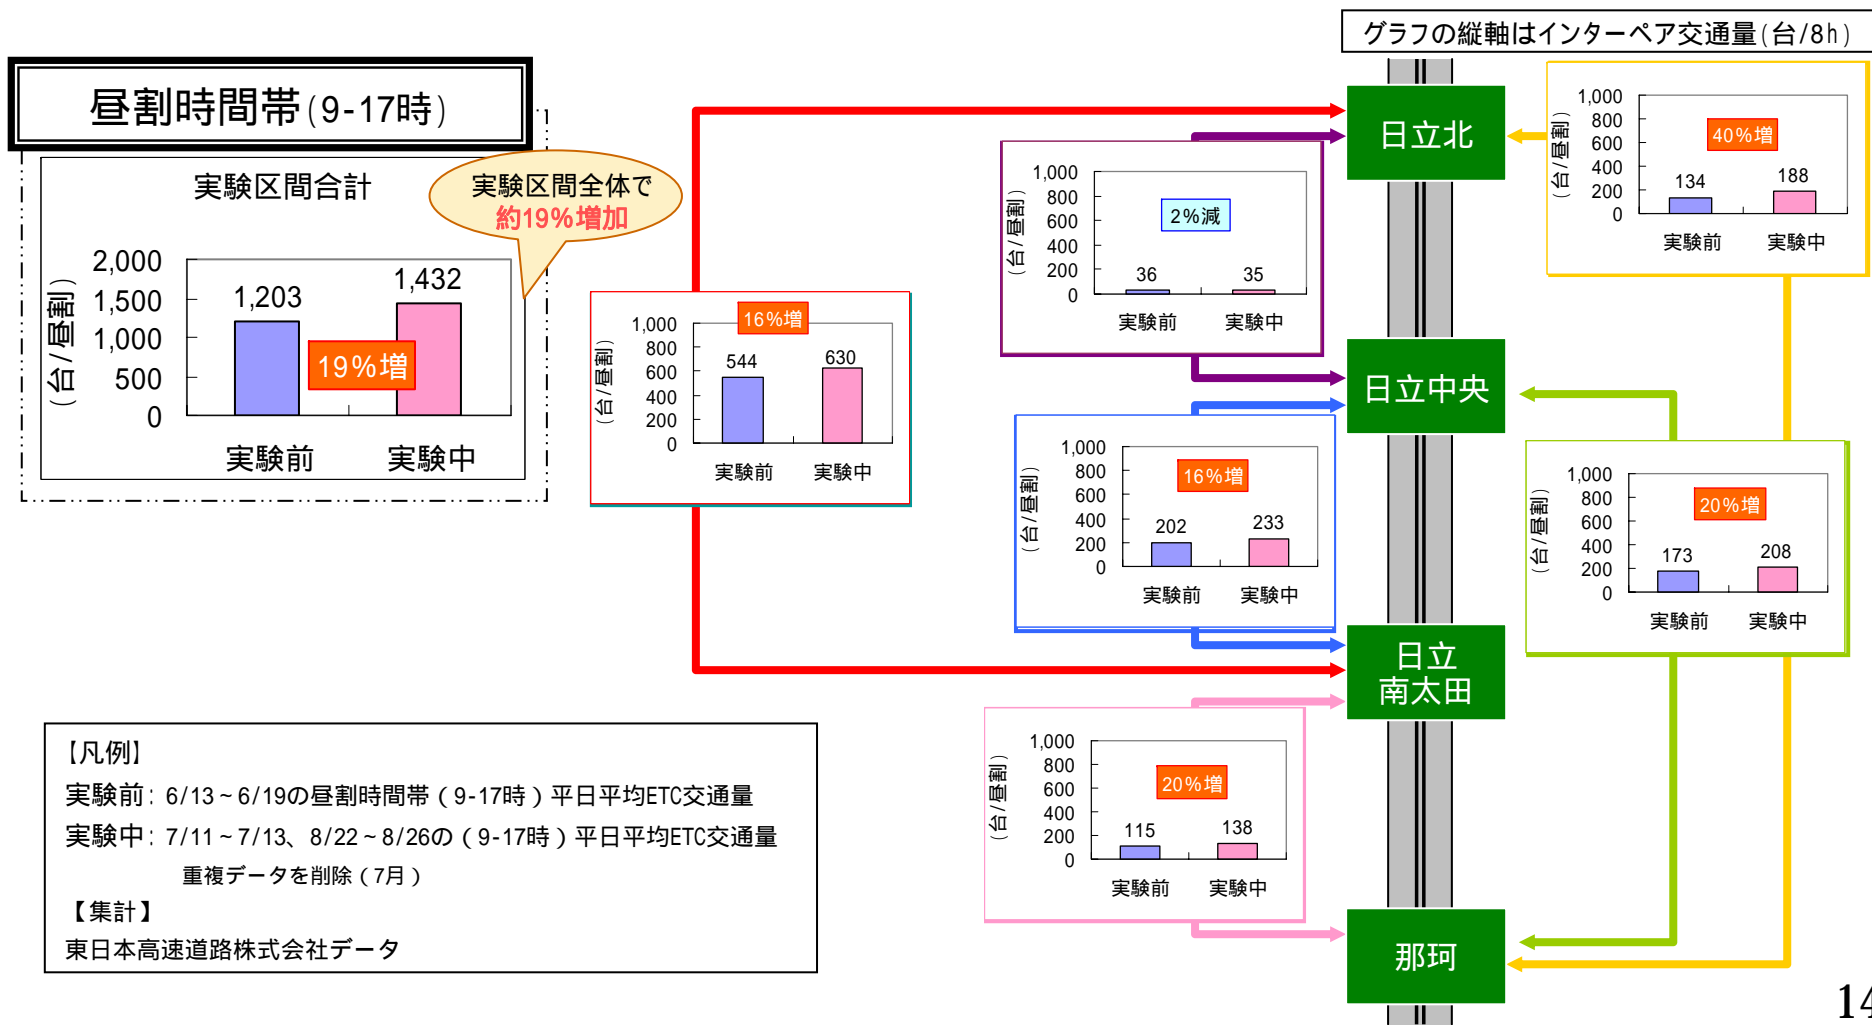 グラフの縦軸はインターペア交通量(台/8h)
昼割時間帯(9-17時)
実験区間合計
(台/昼割)
2,000
1,500
1,000
500
0
1,203
1,432
19%増
実験前
実験中
実験区間全体で
約19%増加
(台/昼割)
1,000
800
600
400
200
0
16%増
544
630
実験前
実験中
(台/昼割)
1,000
800
600
400
200
0
2%減
36
35
実験前
実験中
(台/昼割)
1,000
800
600
400
200
0
40%増
134
188
実験前
実験中
(台/昼割)
1,000
800
600
400
200
0
16%増
202
233
実験前
実験中
(台/昼割)
1,000
800
600
400
200
0
20%増
173
208
実験前
実験中
(台/昼割)
1,000
800
600
400
200
0
20%増
115
138
実験前
実験中
日立北
日立中央
日立
南太田
那珂
【凡例】
実験前: 6/13~6/19の昼割時間帯(9-17時)平日平均ETC交通量
実験中: 7/11~7/13、8/22~8/26の(9-17時)平日平均ETC交通量
重複データを削除(7月)
【集計】
東日本高速道路株式会社データ
14